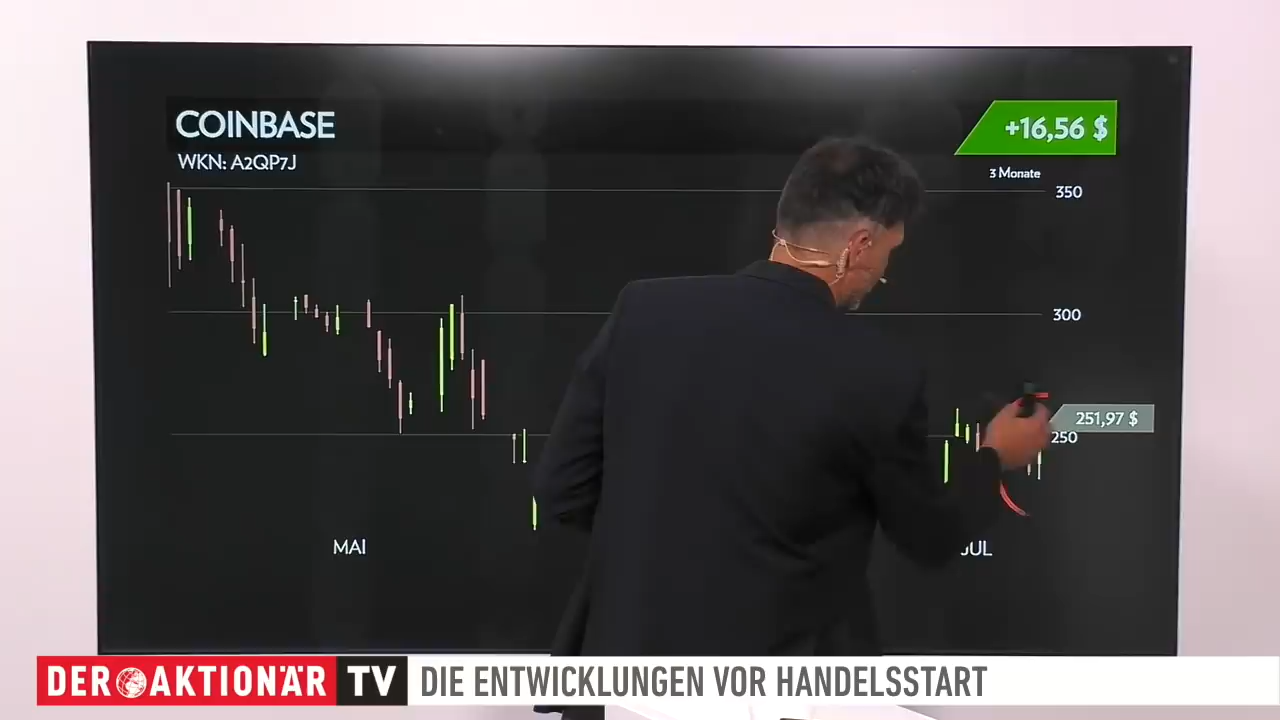 COINBASE
WKN: A2QP7J
+16,56 $
3 Monate
350
300
251,97 $
250
MAI
JUL
DER AKTIONÄR TV DIE ENTWICKLUNGEN VOR HANDELSSTART